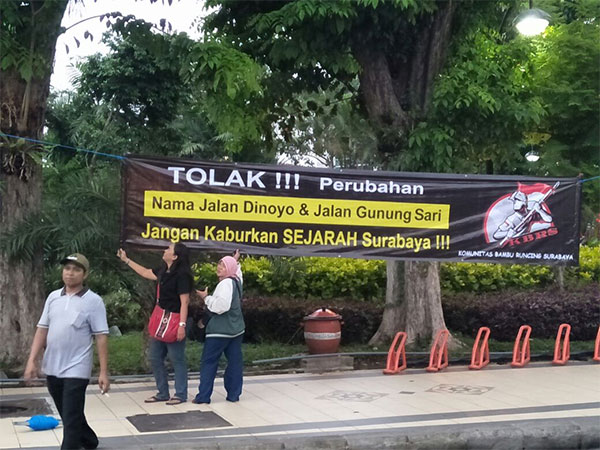 TOLAK !!! Perubahan
Nama Jalan Dinoyo & Jalan Gunung Sari
Jangan Kaburkan SEJARAH Surabaya !!!
KBRS
KOMUNITAS BAMBU RUNCING SURABAYA